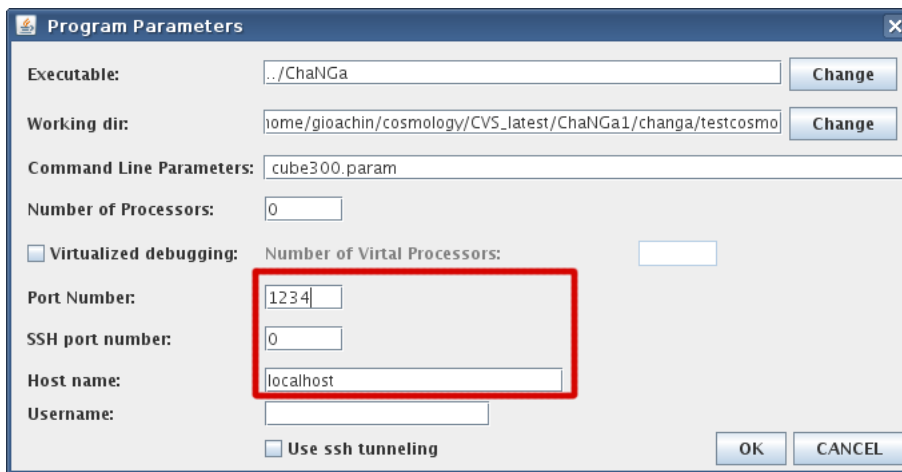 Program Parameters
Executable: ../ChaNGa Change
Working dir: home/gioachin/cosmology/CVS_latest/ChaNGa1/changa/testcosmo Change
Command Line Parameters: cube300.param
Number of Processors: 0
Virtualized debugging: Number of Virtal Processors:
Port Number: 1234
SSH port number: 0
Host name: localhost
Username:
Use ssh tunneling OK CANCEL